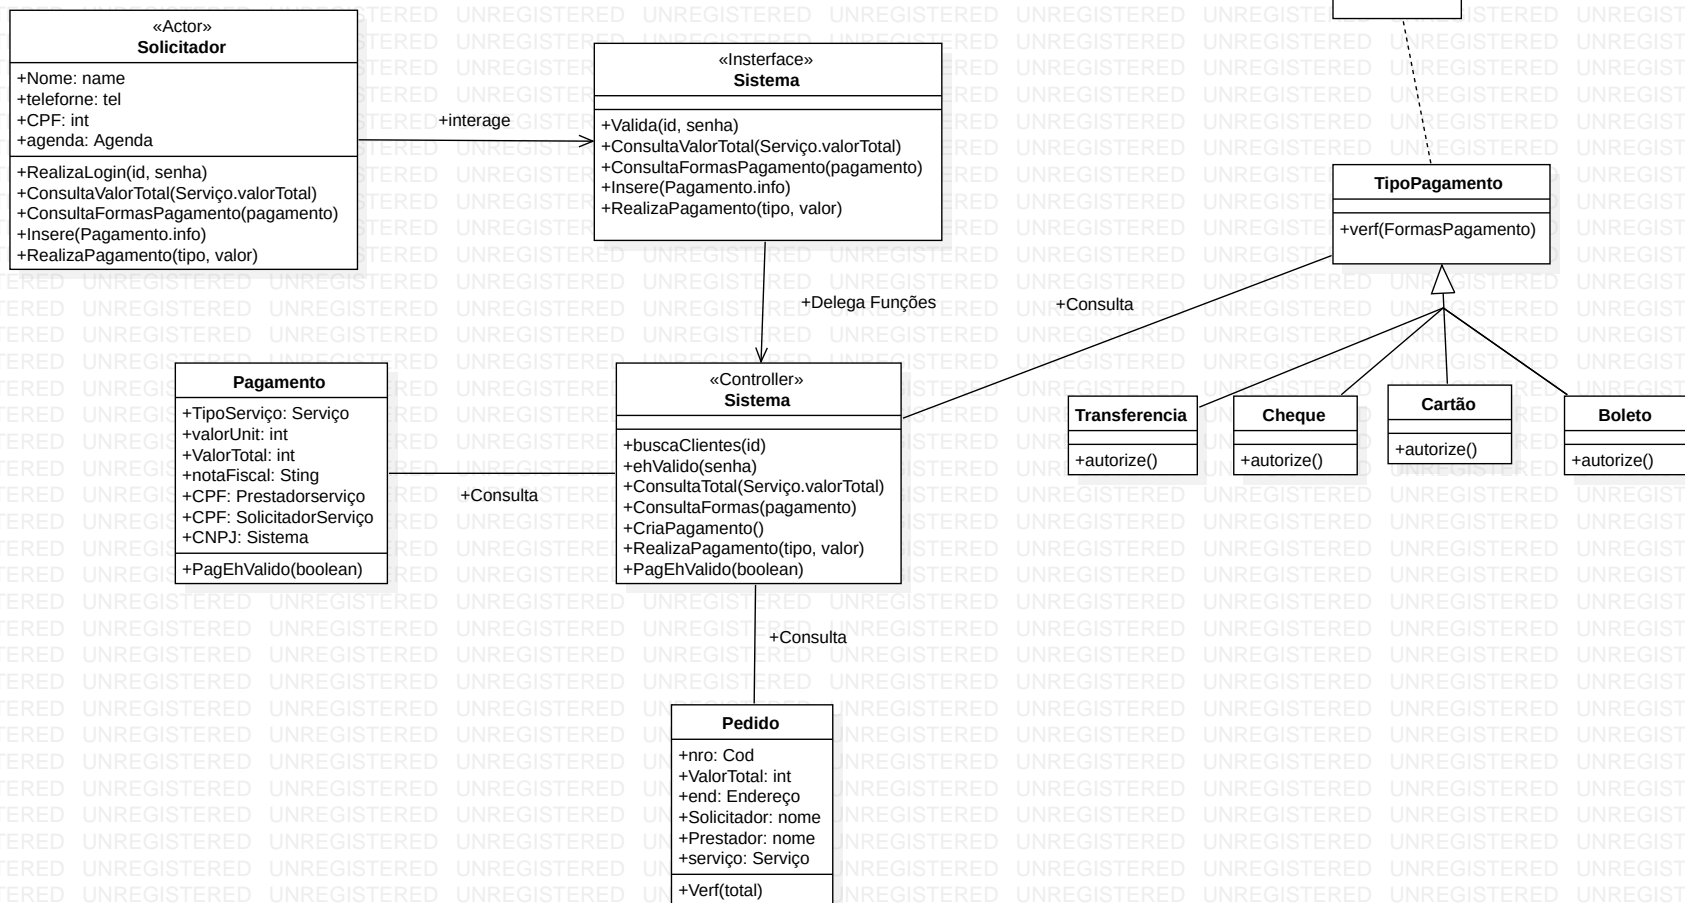 «Actor»
Solicitador
+Nome: name
+teleforne: tel
+CPF: int
+agenda: Agenda
+RealizaLogin(id, senha)
+ConsultaValorTotal(Serviço.valorTotal)
+ConsultaFormasPagamento(pagamento)
+Insere(Pagamento.info)
+RealizaPagamento(tipo, valor)
+interage
«Insterface»
Sistema
+Valida(id, senha)
+ConsultaValorTotal(Serviço.valorTotal)
+ConsultaFormasPagamento(pagamento)
+Insere(Pagamento.info)
+RealizaPagamento(tipo, valor)
TipoPagamento
+verf(FormasPagamento)
+Delega Funções
+Consulta
Pagamento
+TipoServiço: Serviço
+valorUnit: int
+ValorTotal: int
+notaFiscal: Sting
+CPF: Prestadorserviço
+CPF: SolicitadorServiço
+CNPJ: Sistema
+PagEhValido(boolean)
+Consulta
«Controller»
Sistema
+buscaClientes(id)
+ehValido(senha)
+ConsultaTotal(Serviço.valorTotal)
+ConsultaFormas(pagamento)
+CriaPagamento()
+RealizaPagamento(tipo, valor)
+PagEhValido(boolean)
Transferencia
+autorize()
Cheque
+autorize()
Cartão
+autorize()
Boleto
+autorize()
+Consulta
Pedido
+nro: Cod
+ValorTotal: int
+end: Endereço
+Solicitador: nome
+Prestador: nome
+serviço: Serviço
+Verf(total)
UNREGISTERED